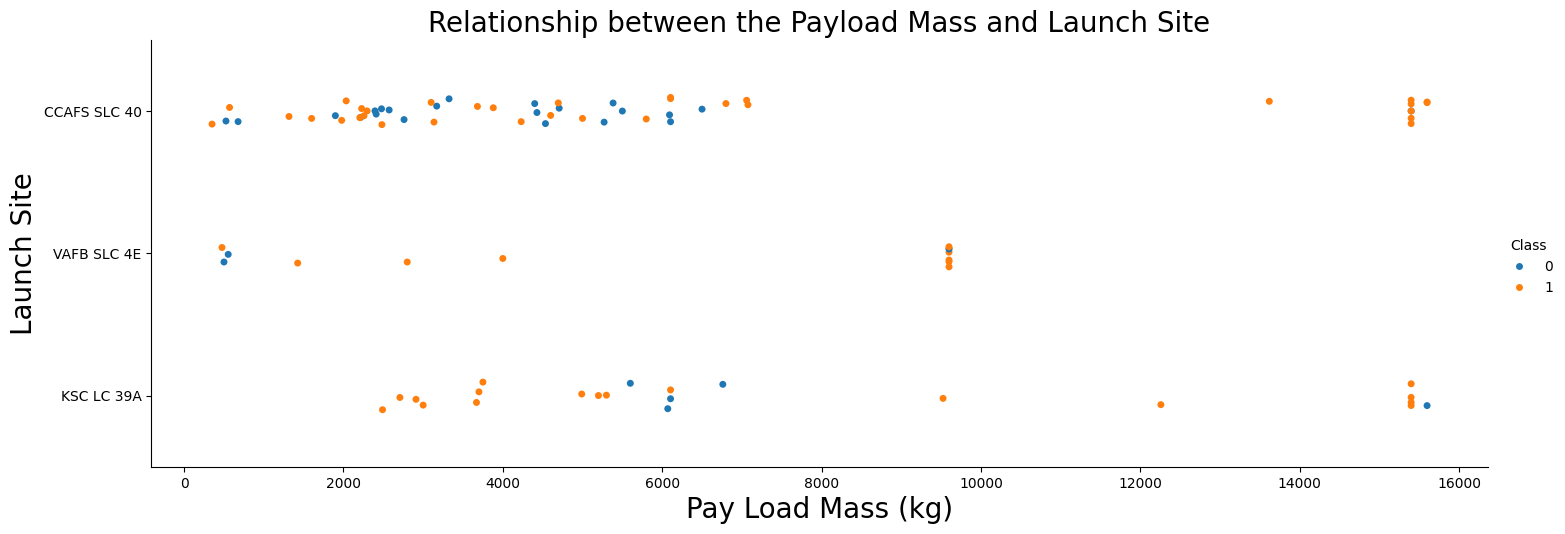 Relationship between the Payload Mass and Launch Site
Launch Site
CCAFS SLC 40
VAFB SLC 4E
KSC LC 39A
Class
0
1
0 2000 4000 6000 8000 10000 12000 14000 16000
Pay Load Mass (kg)